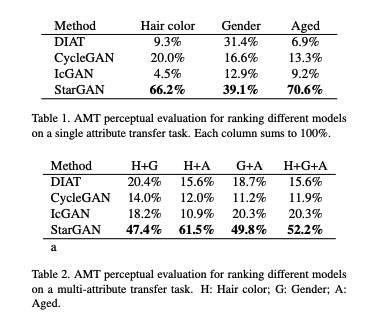 Method Hair color Gender Aged
DIAT 9.3% 31.4% 6.9%
CycleGAN 20.0% 16.6% 13.3%
IcGAN 4.5% 12.9% 9.2%
StarGAN 66.2% 39.1% 70.6%
Table 1. AMT perceptual evaluation for ranking different models
on a single attribute transfer task. Each column sums to 100%.
Method H+G H+A G+A H+G+A
DIAT 20.4% 15.6% 18.7% 15.6%
CycleGAN 14.0% 12.0% 11.2% 11.9%
IcGAN 18.2% 10.9% 20.3% 20.3%
StarGAN 47.4% 61.5% 49.8% 52.2%
a
Table 2. AMT perceptual evaluation for ranking different models
on a multi-attribute transfer task. H: Hair color; G: Gender; A:
Aged.